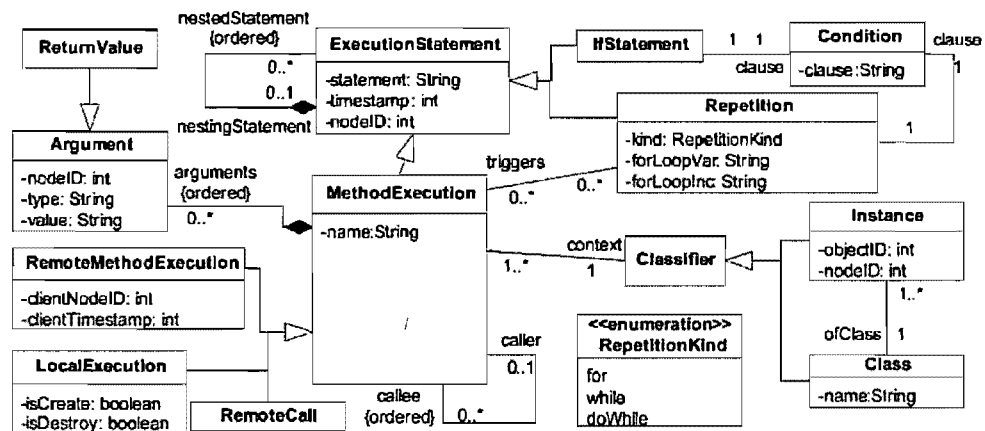 nestedStatement
{ordered}
0..*
0..1
nestingStatement
ReturnValue
ExecutionStatement
-statement: String
-timestamp: int
-nodeID: int
IfStatement
1 1
clause
Condition
-clause:String
clause
1
Repetition
-kind: RepetitionKind
-forLoopVar: String
-forLoopInc: String
1
Argument
-nodeID: int
-type: String
-value: String
arguments
{ordered}
0..*
triggers
0..*
0..*
MethodExecution
-name:String
RemoteMethodExecution
-clientNodeID: int
-clientTimestamp: int
1..*
context
1
Classifier
Instance
-objectID: int
-nodeID: int
1..*
ofClass
1
Class
-name:String
<<enumeration>>
RepetitionKind
for
while
doWhile
caller
0..1
callee
{ordered}
0..*
LocalExecution
-isCreate: boolean
-isDestroy: boolean
RemoteCall